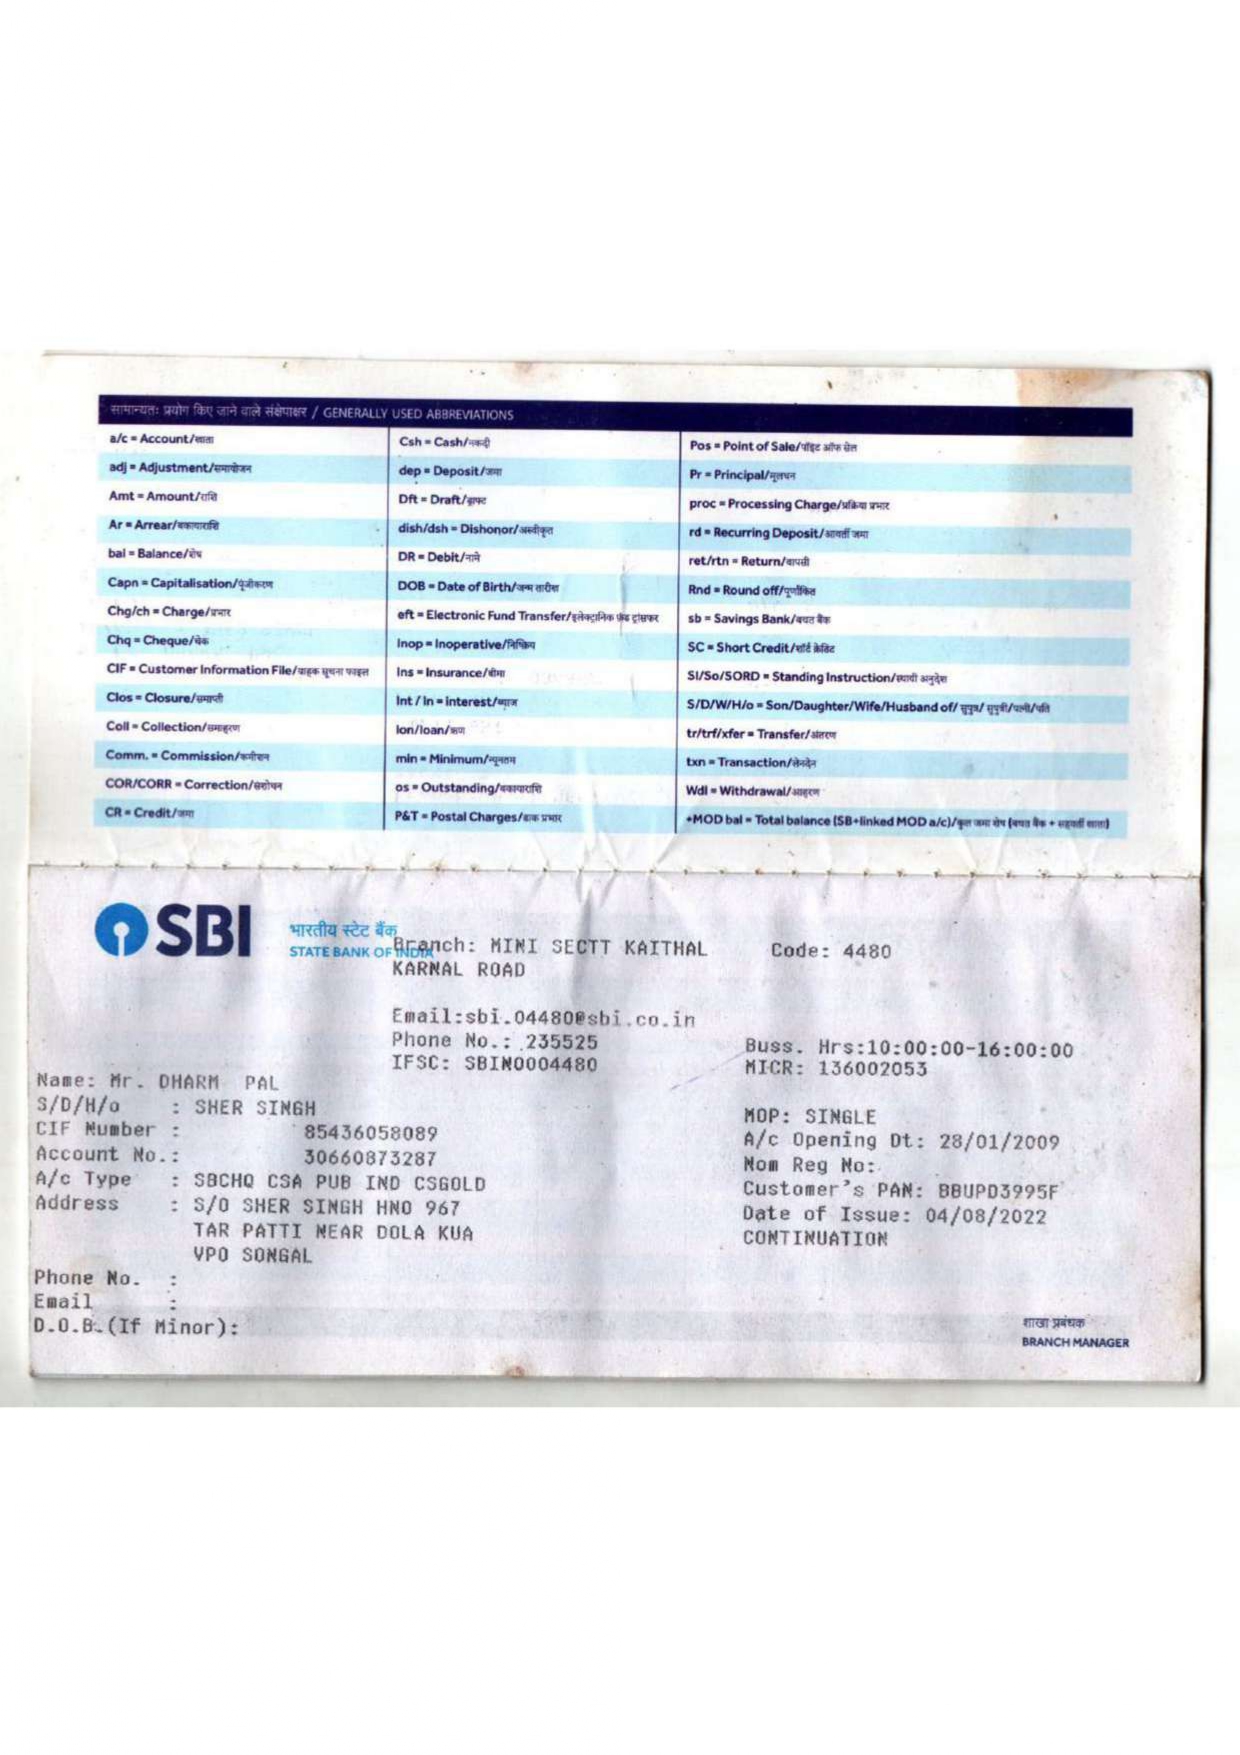 सामान्यतः प्रयोग किए जाने वाले संक्षेपाक्षर / GENERALLY USED ABBREVIATIONS
a/c = Account/खाता
adj = Adjustment/समायोजन
Amt = Amount/राशि
Ar = Arrear/बकायाराशि
bal = Balance/शेष
Capn = Capitalisation/पूंजीकरण
Chg/ch = Charge/प्रभार
Chq = Cheque/चेक
CIF = Customer Information File/ग्राहक सूचना फाइल
Clos = Closure/समाप्ती
Coll = Collection/समाहरण
Comm. = Commission/कमीशन
COR/CORR = Correction/संशोधन
CR = Credit/जमा
Csh = Cash/नकदी
dep = Deposit/जमा
Dft = Draft/ड्राफ्ट
dish/dsh = Dishonor/अस्वीकृत
DR = Debit/नामे
DOB = Date of Birth/जन्म तारीख
eft = Electronic Fund Transfer/इलेक्ट्रानिक फंड ट्रांसफर
Inop = Inoperative/निष्क्रिय
Ins = Insurance/बीमा
Int / In = interest/ब्याज
lon/loan/ऋण
min = Minimum/न्यूनतम
os = Outstanding/बकायाराशि
P&T = Postal Charges/डाक प्रभार
Pos = Point of Sale/पॉइंट ऑफ सेल
Pr = Principal/मूलधन
proc = Processing Charge/प्रक्रिया प्रभार
rd = Recurring Deposit/आवर्ती जमा
ret/rtn = Return/वापसी
Rnd = Round off/पूर्णांकित
sb = Savings Bank/बचत बैंक
SC = Short Credit/शॉर्ट क्रेडिट
SI/So/SORD = Standing Instruction/स्थायी अनुदेश
S/D/W/H/o = Son/Daughter/Wife/Husband of/ सुपुत्र/ सुपुत्री/पत्नी/पति
tr/trf/xfer = Transfer/अंतरण
txn = Transaction/लेनदेन
Wdl = Withdrawal/आहरण
+MOD bal = Total balance (SB+linked MOD a/c)/कुल जमा शेष (बचत बैंक + सहवर्ती खाता)
SBI
भारतीय स्टेट बैंक
STATE BANK OF INDIA
Branch: MINI SECTT KAITHAL Code: 4480
KARNAL ROAD
Email:sbi.04480@sbi.co.in
Phone No.: 235525 Buss. Hrs:10:00:00-16:00:00
IFSC: SBIN0004480 MICR: 136002053
Name: Mr. DHARM PAL
S/D/H/o : SHER SINGH MOP: SINGLE
CIF Number : 85436058089 A/c Opening Dt: 28/01/2009
Account No.: 30660873287 Nom Reg No:
A/c Type : SBCHQ CSA PUB IND CSGOLD Customer's PAN: BBUPD3995F
Address : S/O SHER SINGH HNO 967 Date of Issue: 04/08/2022
TAR PATTI NEAR DOLA KUA CONTINUATION
VPO SONGAL
Phone No. :
Email :
D.O.B.(If Minor):
शाखा प्रबंधक
BRANCH MANAGER